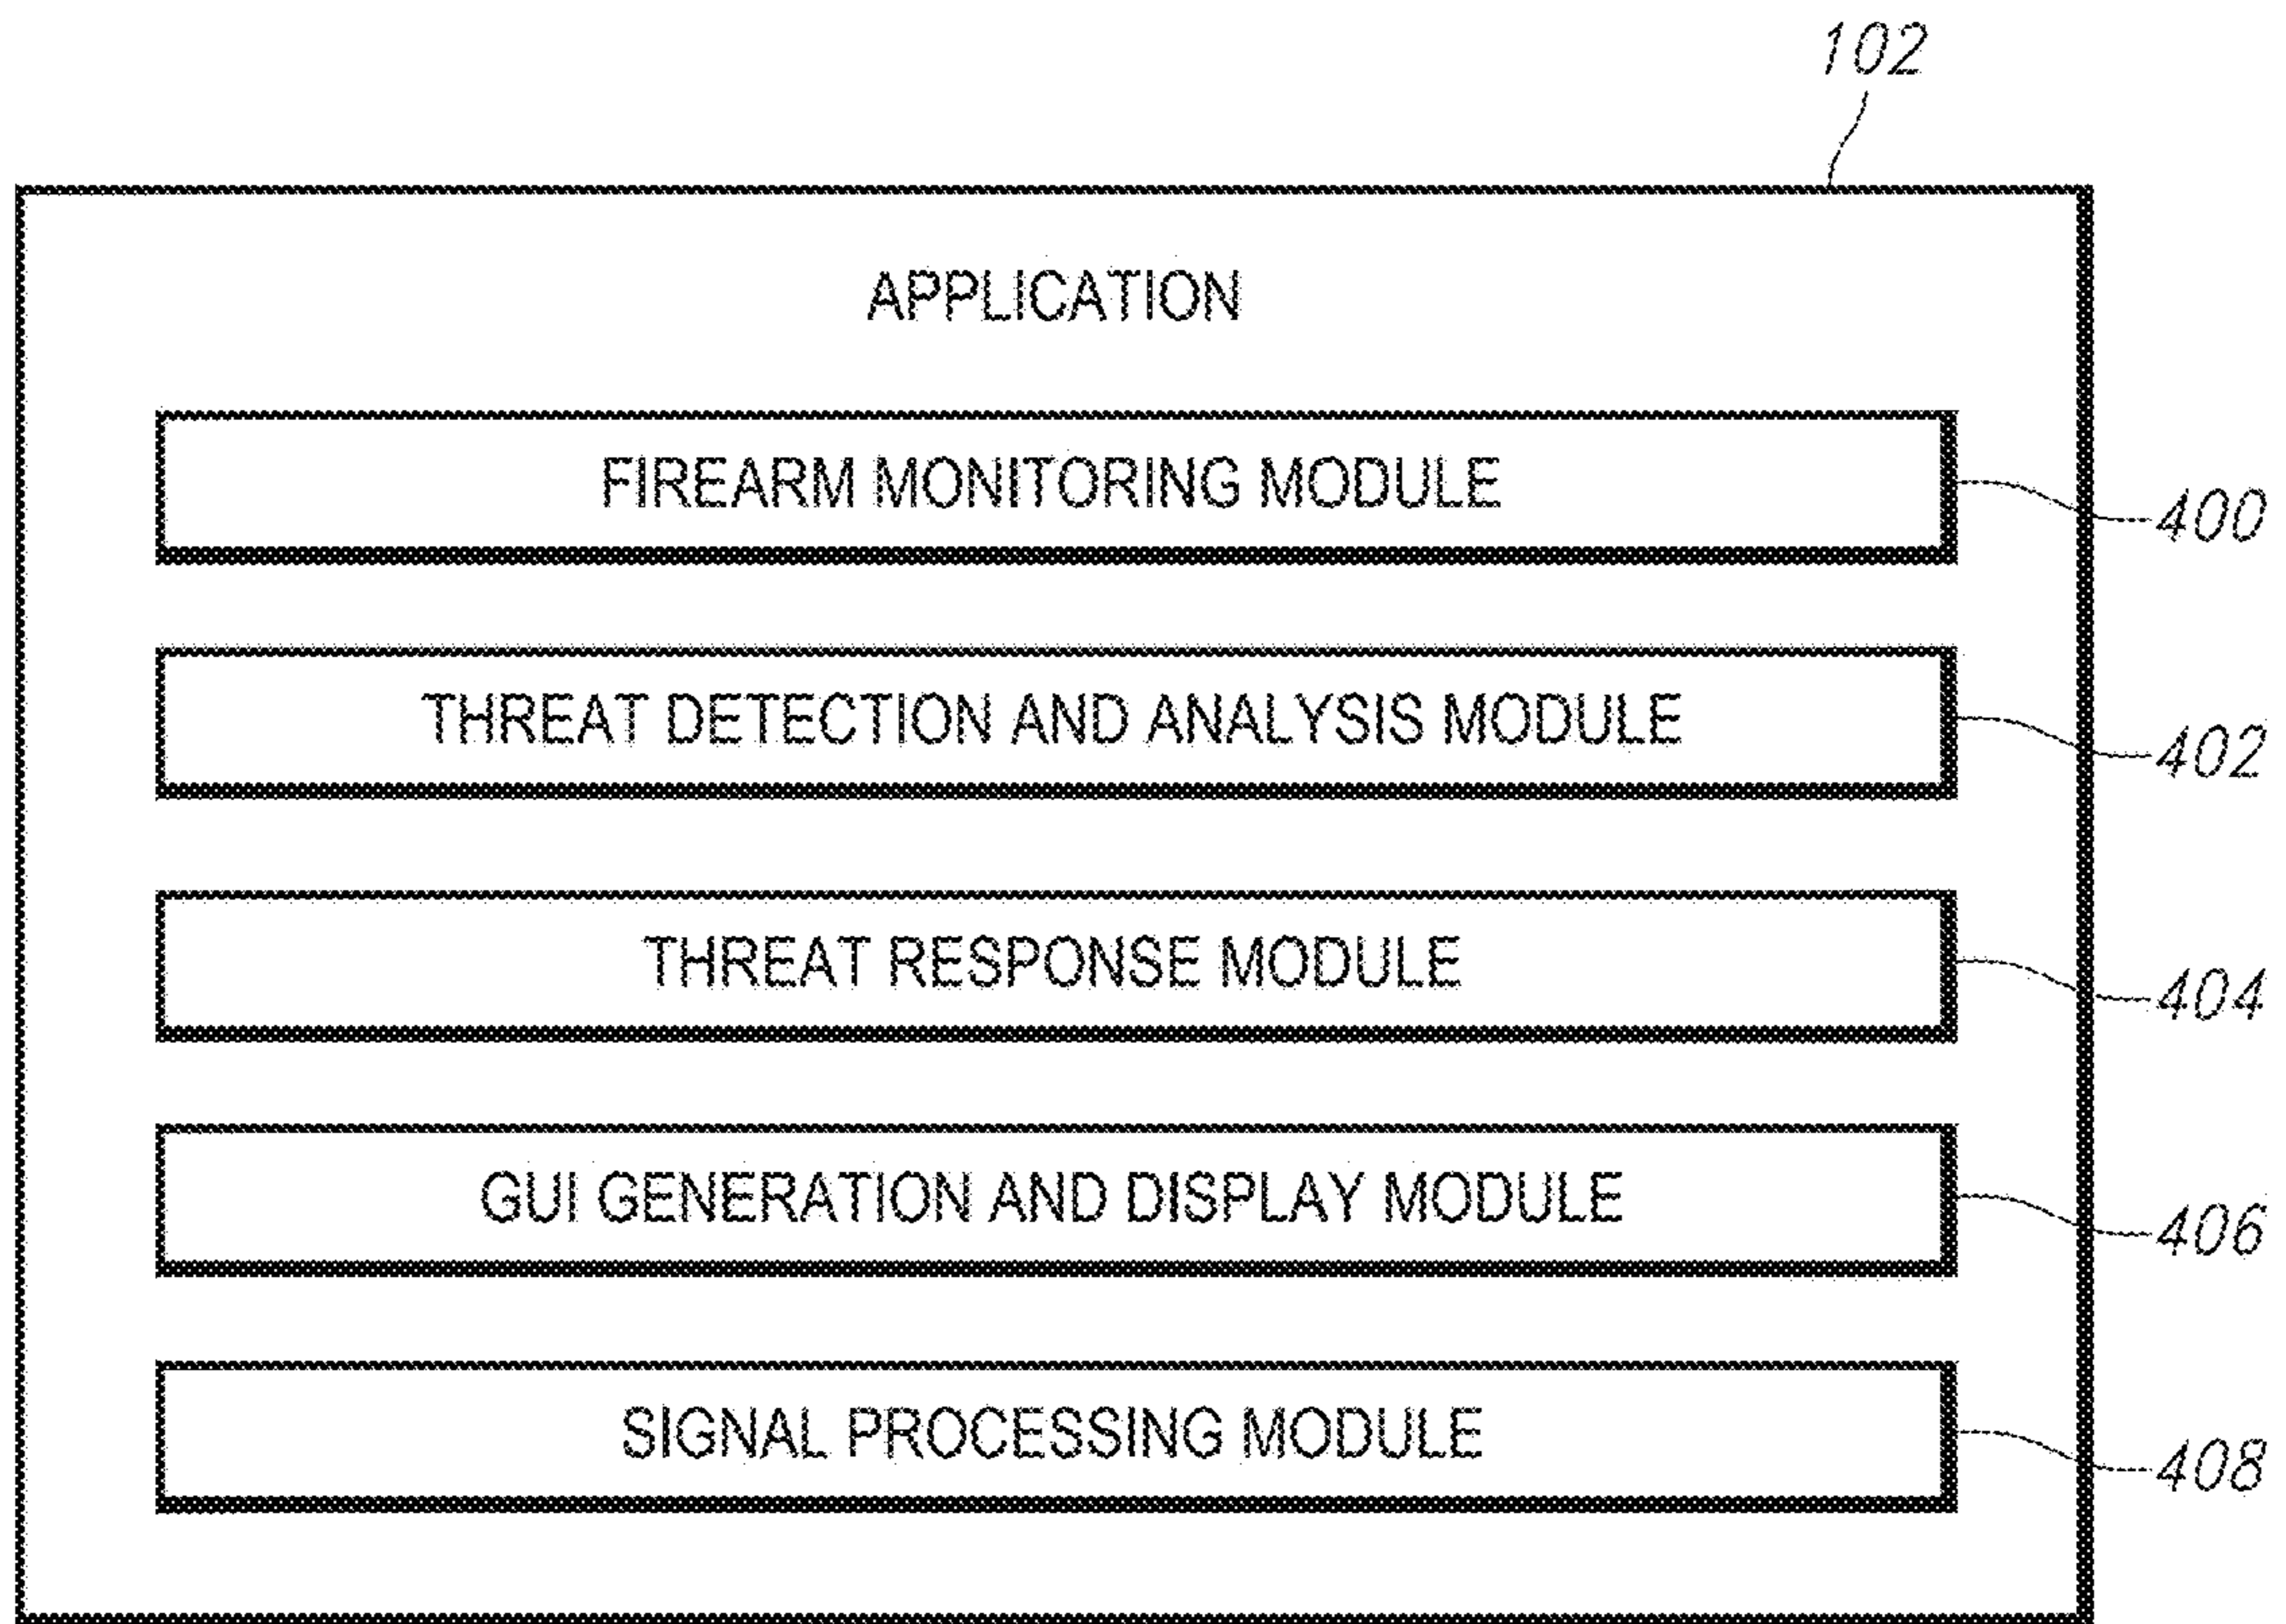 102
APPLICATION
FIREARM MONITORING MODULE
400
THREAT DETECTION AND ANALYSIS MODULE
402
THREAT RESPONSE MODULE
404
GUI GENERATION AND DISPLAY MODULE
406
SIGNAL PROCESSING MODULE
408